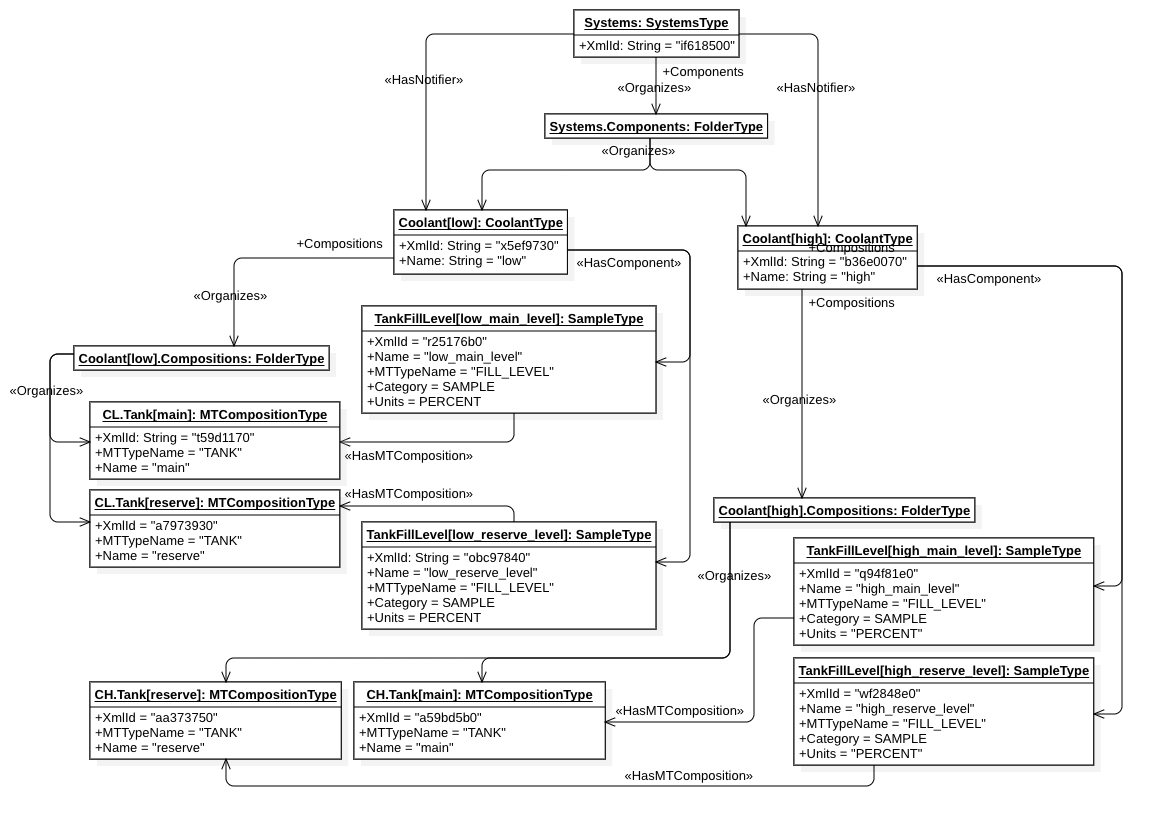 Systems: SystemsType
+XmlId: String = "if618500"
«HasNotifier»
+Components
«Organizes»
«HasNotifier»
Systems.Components: FolderType
«Organizes»
Coolant[low]: CoolantType
+XmlId: String = "x5ef9730"
+Name: String = "low"
Coolant[high]: CoolantType
+Compositions
+XmlId: String = "b36e0070"
+Name: String = "high"
+Compositions
«HasComponent»
«HasComponent»
«Organizes»
+Compositions
TankFillLevel[low_main_level]: SampleType
+XmlId = "r25176b0"
+Name = "low_main_level"
+MTTypeName = "FILL_LEVEL"
+Category = SAMPLE
+Units = PERCENT
Coolant[low].Compositions: FolderType
«Organizes»
«Organizes»
CL.Tank[main]: MTCompositionType
+XmlId: String = "t59d1170"
+MTTypeName = "TANK"
+Name = "main"
«HasMTComposition»
CL.Tank[reserve]: MTCompositionType
+XmlId = "a7973930"
+MTTypeName = "TANK"
+Name = "reserve"
«HasMTComposition»
Coolant[high].Compositions: FolderType
TankFillLevel[low_reserve_level]: SampleType
+XmlId: String = "obc97840"
+Name = "low_reserve_level"
+MTTypeName = "FILL_LEVEL"
+Category = SAMPLE
+Units = PERCENT
«Organizes»
TankFillLevel[high_main_level]: SampleType
+XmlId = "q94f81e0"
+Name = "high_main_level"
+MTTypeName = "FILL_LEVEL"
+Category = SAMPLE
+Units = "PERCENT"
CH.Tank[reserve]: MTCompositionType
+XmlId = "aa373750"
+MTTypeName = "TANK"
+Name = "reserve"
CH.Tank[main]: MTCompositionType
+XmlId = "a59bd5b0"
+MTTypeName = "TANK"
+Name = "main"
«HasMTComposition»
TankFillLevel[high_reserve_level]: SampleType
+XmlId = "wf2848e0"
+Name = "high_reserve_level"
+MTTypeName = "FILL_LEVEL"
+Category = SAMPLE
+Units = "PERCENT"
«HasMTComposition»